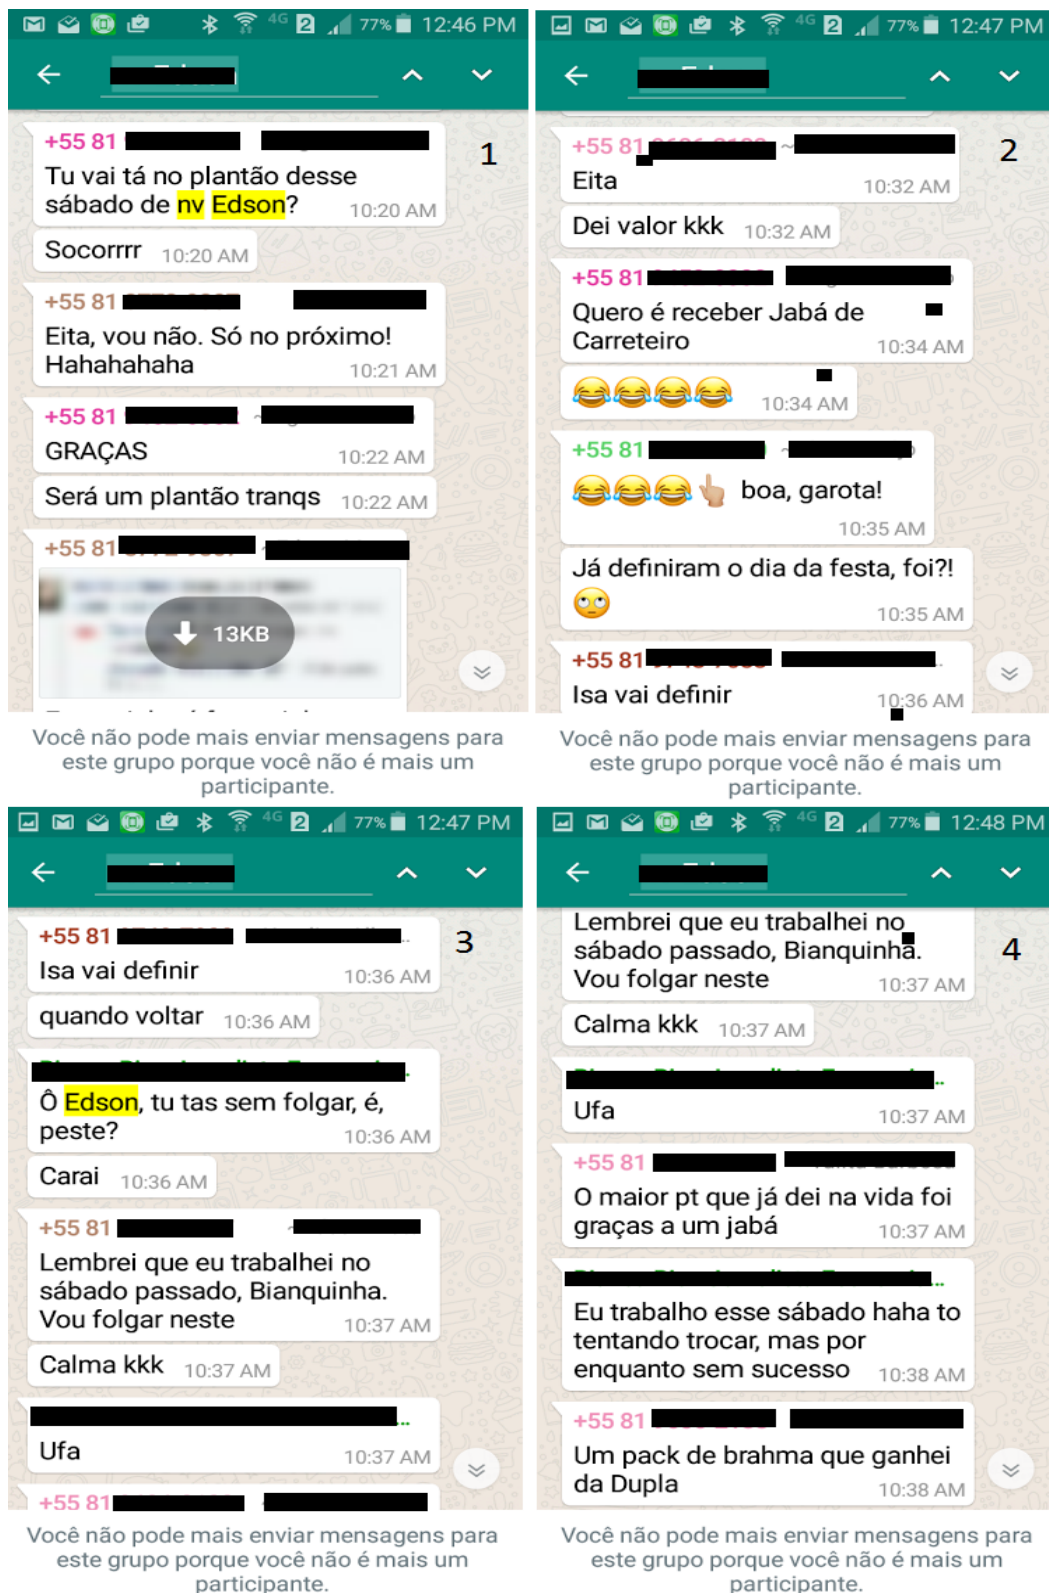 4G 2 77% 12:46 PM
+55 81
1
Tu vai tá no plantão desse
sábado de nv Edson?
10:20 AM
Socorrrr 10:20 AM
+55 81
Eita, vou não. Só no próximo!
Hahahahaha
10:21 AM
+55 81
GRAÇAS
10:22 AM
Será um plantão tranqs 10:22 AM
+55 81
13KB
Você não pode mais enviar mensagens para
este grupo porque você não é mais um
participante.
4G 2 77% 12:47 PM
+55 81 ~
2
Eita
10:32 AM
Dei valor kkk 10:32 AM
+55 81
Quero é receber Jabá de
Carreteiro
10:34 AM
😂😂😂😂 10:34 AM
+55 81 ~
😂😂😂👆🏼 boa, garota!
10:35 AM
Já definiram o dia da festa, foi?!
🙄
10:35 AM
+55 81
Isa vai definir
10:36 AM
Você não pode mais enviar mensagens para
este grupo porque você não é mais um
participante.
4G 2 77% 12:47 PM
+55 81
3
Isa vai definir
10:36 AM
quando voltar 10:36 AM
Ô Edson, tu tas sem folgar, é,
peste?
10:36 AM
Carai 10:36 AM
+55 81
Lembrei que eu trabalhei no
sábado passado, Bianquinha.
Vou folgar neste
10:37 AM
Calma kkk 10:37 AM
Ufa
10:37 AM
+55 81
Você não pode mais enviar mensagens para
este grupo porque você não é mais um
participante.
4G 2 77% 12:48 PM
Lembrei que eu trabalhei no
sábado passado, Bianquinha.
4
Vou folgar neste
10:37 AM
Calma kkk 10:37 AM
Ufa
10:37 AM
+55 81
O maior pt que já dei na vida foi
graças a um jabá
10:37 AM
Eu trabalho esse sábado haha to
tentando trocar, mas por
enquanto sem sucesso
10:38 AM
+55 81
Um pack de brahma que ganhei
da Dupla
10:38 AM
Você não pode mais enviar mensagens para
este grupo porque você não é mais um
participante.